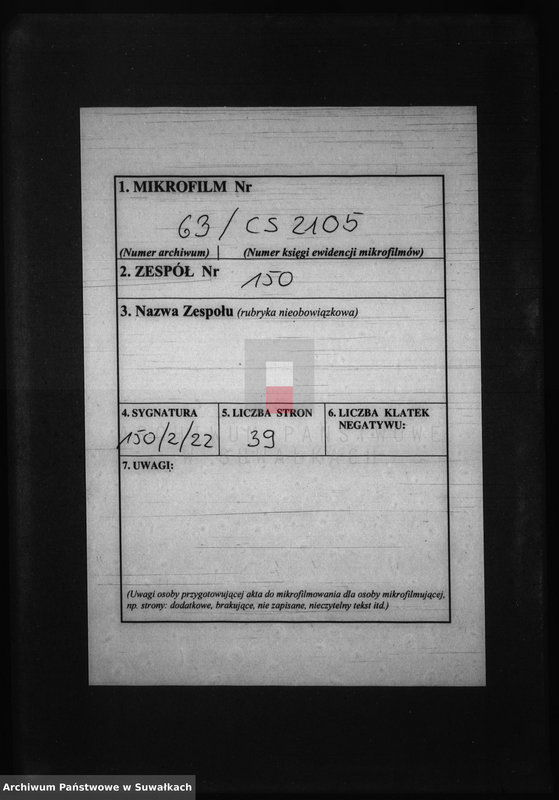 1. MIKROFILM Nr
63 / CS 2105
(Numer archiwum) (Numer księgi ewidencji mikrofilmów)
2. ZESPÓŁ Nr
150
3. Nazwa Zespołu (rubryka nieobowiązkowa)
4. SYGNATURA
150/2/22
5. LICZBA STRON
39
6. LICZBA KLATEK
NEGATYWU:
7. UWAGI:
(Uwagi osoby przygotowującej akta do mikrofilmowania dla osoby mikrofilmującej,
np. strony: dodatkowe, brakujące, nie zapisane, nieczytelny tekst itd.)
Archiwum Państwowe w Suwałkach